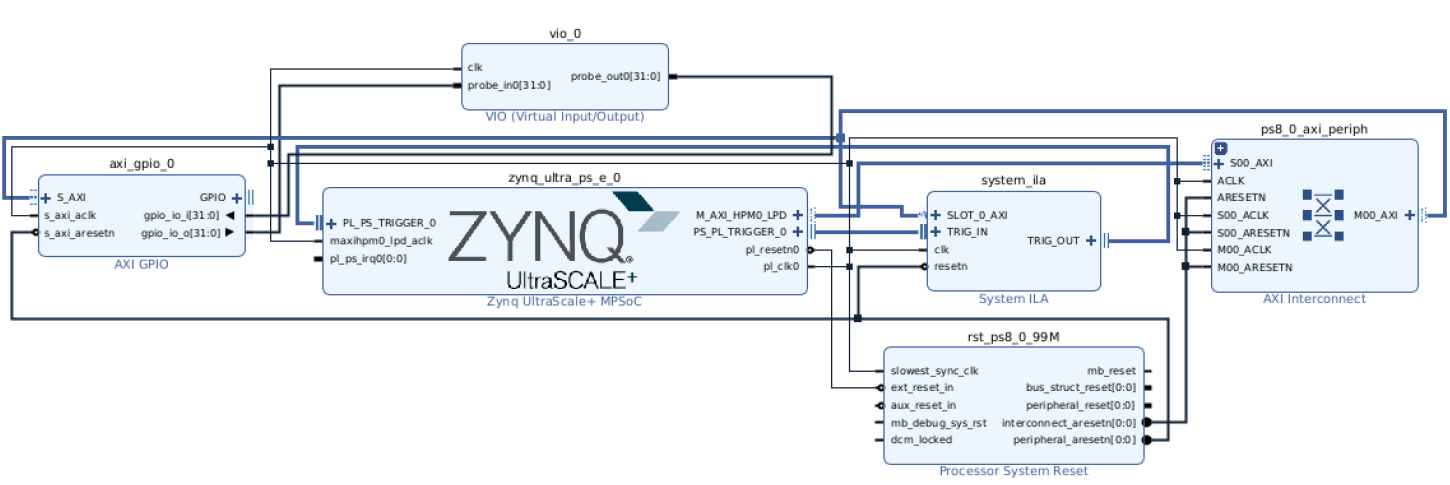 vio_0
clk
probe_in0[31:0]
probe_out0[31:0]
VIO (Virtual Input/Output)
axi_gpio_0
S_AXI
s_axi_aclk
s_axi_aresetn
GPIO
gpio_io_i[31:0]
gpio_io_o[31:0]
AXI GPIO
zynq_ultra_ps_e_0
PL_PS_TRIGGER_0
maxihpm0_lpd_aclk
pl_ps_irq0[0:0]
ZYNQ
UltraSCALE+
M_AXI_HPM0_LPD
PS_PL_TRIGGER_0
pl_resetn0
pl_clk0
Zynq UltraScale+ MPSoC
system_ila
SLOT_0_AXI
TRIG_IN
clk
resetn
TRIG_OUT
System ILA
ps8_0_axi_periph
S00_AXI
ACLK
ARESETN
S00_ACLK
S00_ARESETN
M00_ACLK
M00_ARESETN
M00_AXI
AXI Interconnect
rst_ps8_0_99M
slowest_sync_clk
ext_reset_in
aux_reset_in
mb_debug_sys_rst
dcm_locked
mb_reset
bus_struct_reset[0:0]
peripheral_reset[0:0]
interconnect_aresetn[0:0]
peripheral_aresetn[0:0]
Processor System Reset